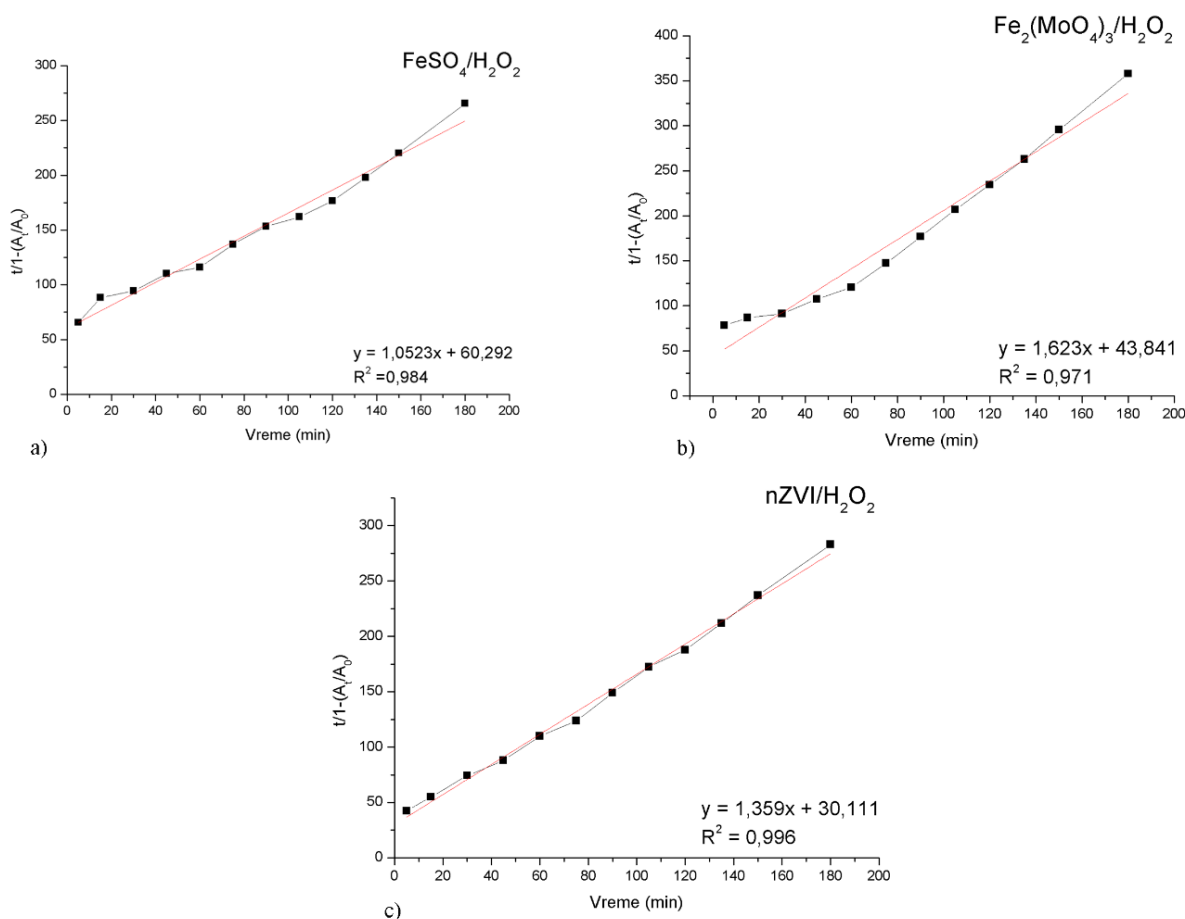 FeSO₄/H₂O₂
300
250
200
150
100
50
0
t/1-(Aₜ/A₀)
y = 1,0523x + 60,292
R² =0,984
0 20 40 60 80 100 120 140 160 180 200
Vreme (min)
a)
Fe₂(MoO₄)₃/H₂O₂
400
350
300
250
200
150
100
50
0
t/1-(Aₜ/A₀)
y = 1,623x + 43,841
R² = 0,971
0 20 40 60 80 100 120 140 160 180 200
Vreme (min)
b)
nZVI/H₂O₂
300
250
200
150
100
50
0
t/1-(Aₜ/A₀)
y = 1,359x + 30,111
R² = 0,996
0 20 40 60 80 100 120 140 160 180 200
Vreme (min)
c)